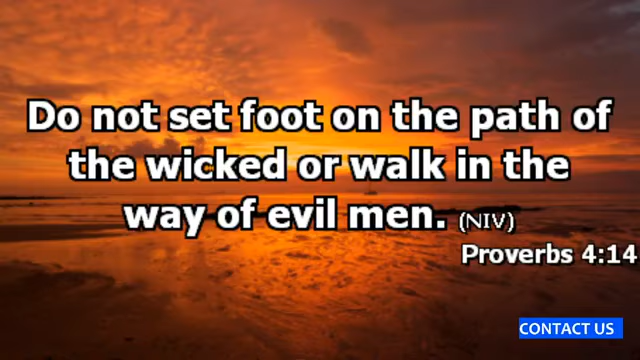 Do not set foot on the path of
the wicked or walk in the
way of evil men. (NIV)
Proverbs 4:14
CONTACT US